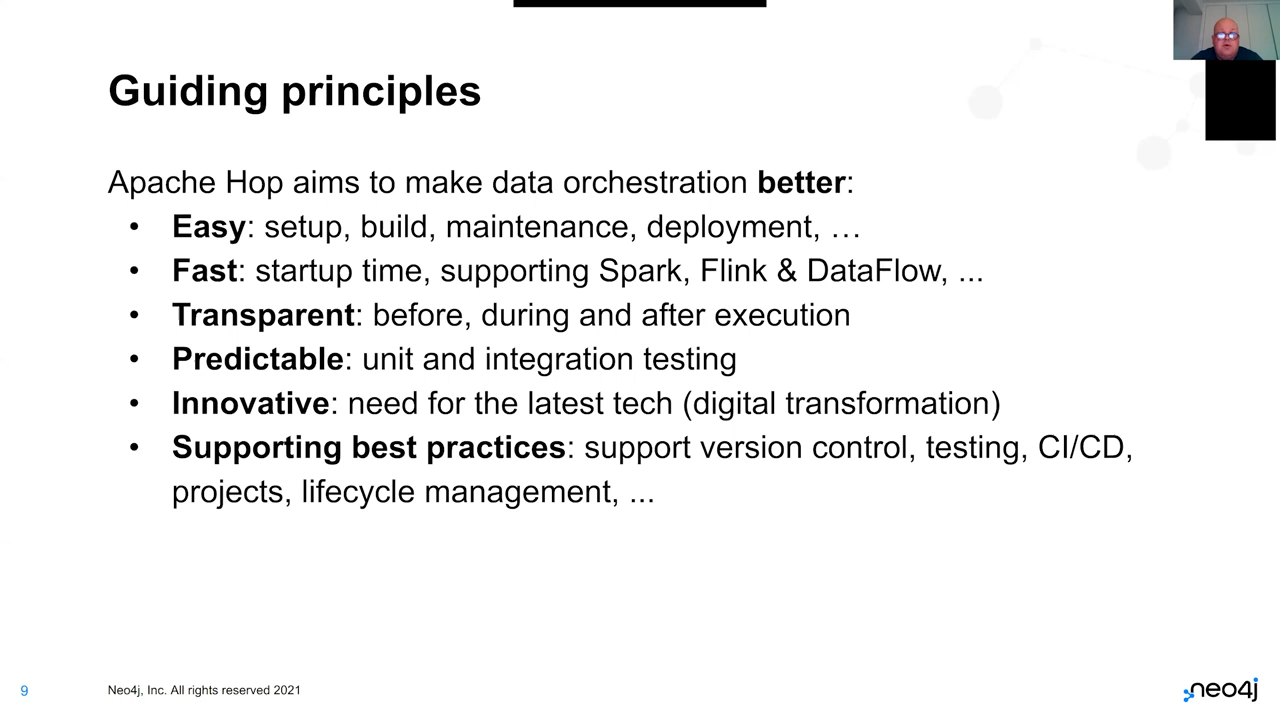 Guiding principles
Apache Hop aims to make data orchestration better:
• Easy: setup, build, maintenance, deployment, …
• Fast: startup time, supporting Spark, Flink & DataFlow, ...
• Transparent: before, during and after execution
• Predictable: unit and integration testing
• Innovative: need for the latest tech (digital transformation)
• Supporting best practices: support version control, testing, CI/CD,
projects, lifecycle management, ...
9
Neo4j, Inc. All rights reserved 2021
neo4j